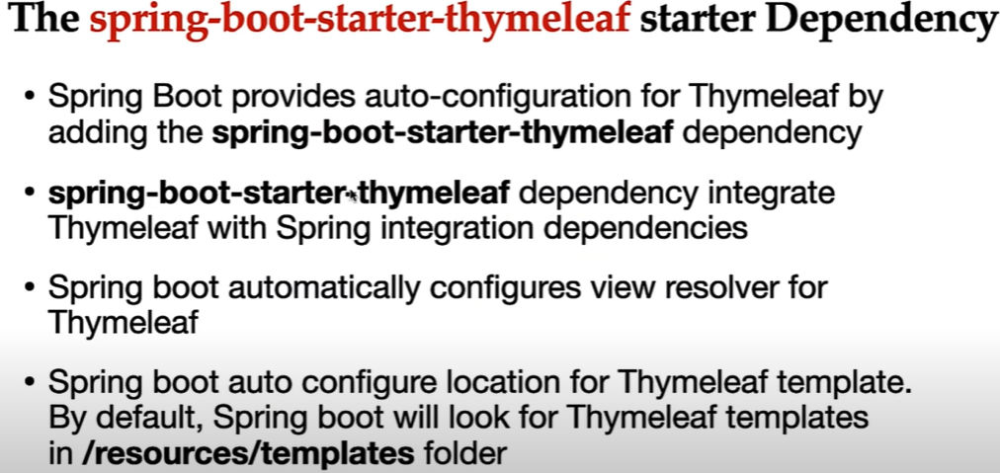 The spring-boot-starter-thymeleaf starter Dependency
• Spring Boot provides auto-configuration for Thymeleaf by
adding the spring-boot-starter-thymeleaf dependency
• spring-boot-starter-thymeleaf dependency integrate
Thymeleaf with Spring integration dependencies
• Spring boot automatically configures view resolver for
Thymeleaf
• Spring boot auto configure location for Thymeleaf template.
By default, Spring boot will look for Thymeleaf templates
in /resources/templates folder